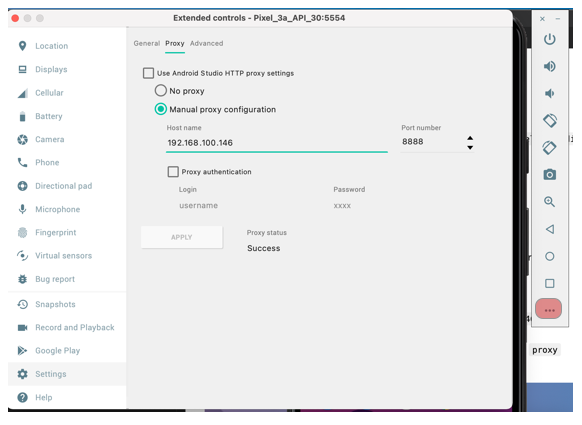 Extended controls - Pixel_3a_API_30:5554
Location
Displays
Cellular
Battery
Camera
Phone
Directional pad
Microphone
Fingerprint
Virtual sensors
Bug report
Snapshots
Record and Playback
Google Play
Settings
Help
General Proxy Advanced
Use Android Studio HTTP proxy settings
No proxy
Manual proxy configuration
Host name Port number
192.168.100.146 8888
Proxy authentication
Login Password
username xxxx
APPLY
Proxy status
Success
proxy